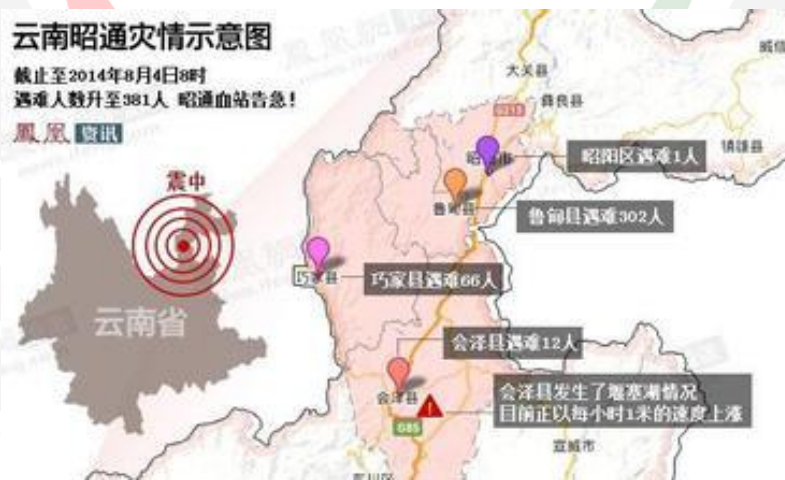 云南昭通灾情示意图
截止至2014年8月4日8时
遇难人数升至381人 昭通血站告急!
鳳凰 资讯
震中
云南省
威信
大关县
彝良县
G213
镇雄县
昭阳区遇难1人
鲁甸县
鲁甸县遇难302人
巧家县
巧家县遇难66人
会泽县遇难12人
会泽县
会泽县发生了堰塞湖情况
目前正以每小时1米的速度上涨
G85
宣威市